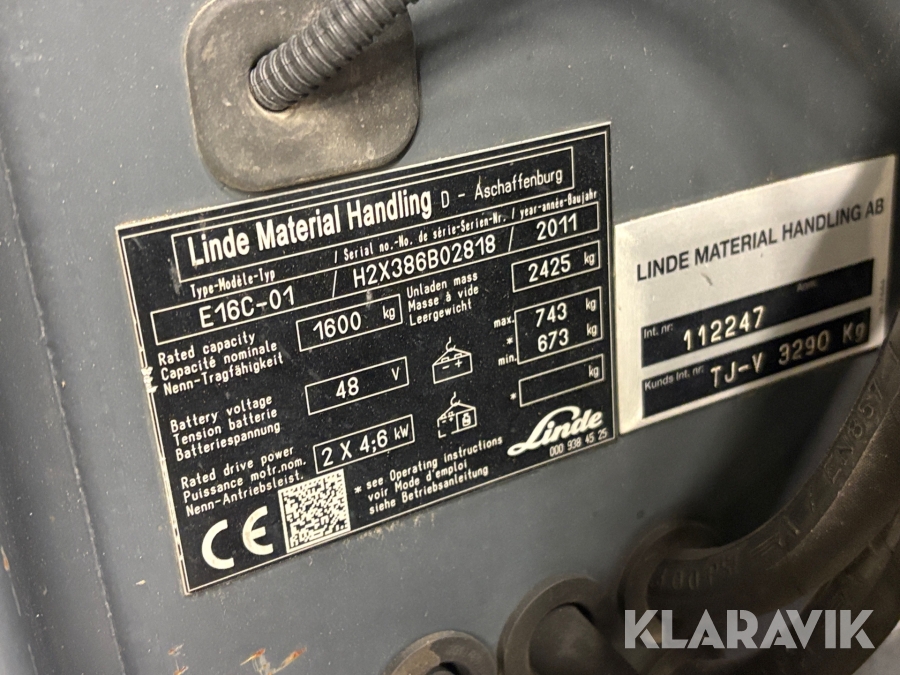 Linde Material Handling D - Aschaffenburg
Type-Modèle-Typ / Serial no.-No. de série-Serien-Nr. / year-année-Baujahr
E16C-01 / H2X386B02818 / 2011
Rated capacity
Capacité nominale
Nenn-Tragfähigkeit
1600 kg
Unladen mass
Masse à vide
Leergewicht
2425 kg
Battery voltage
Tension batterie
Batteriespannung
48 V
max. 743 kg
*
min. 673 kg
Rated drive power
Puissance motr.nom.
Nenn-Antriebsleist.
2 X 4;6 kW
* kg
* see Operating instructions
voir Mode d'emploi
siehe Betriebsanleitung
Linde
000 938 45 25
CE
LINDE MATERIAL HANDLING AB
Int. nr: 112247
Kunds Int. nr: TJ-V 3290 Kg
KLARAVIK